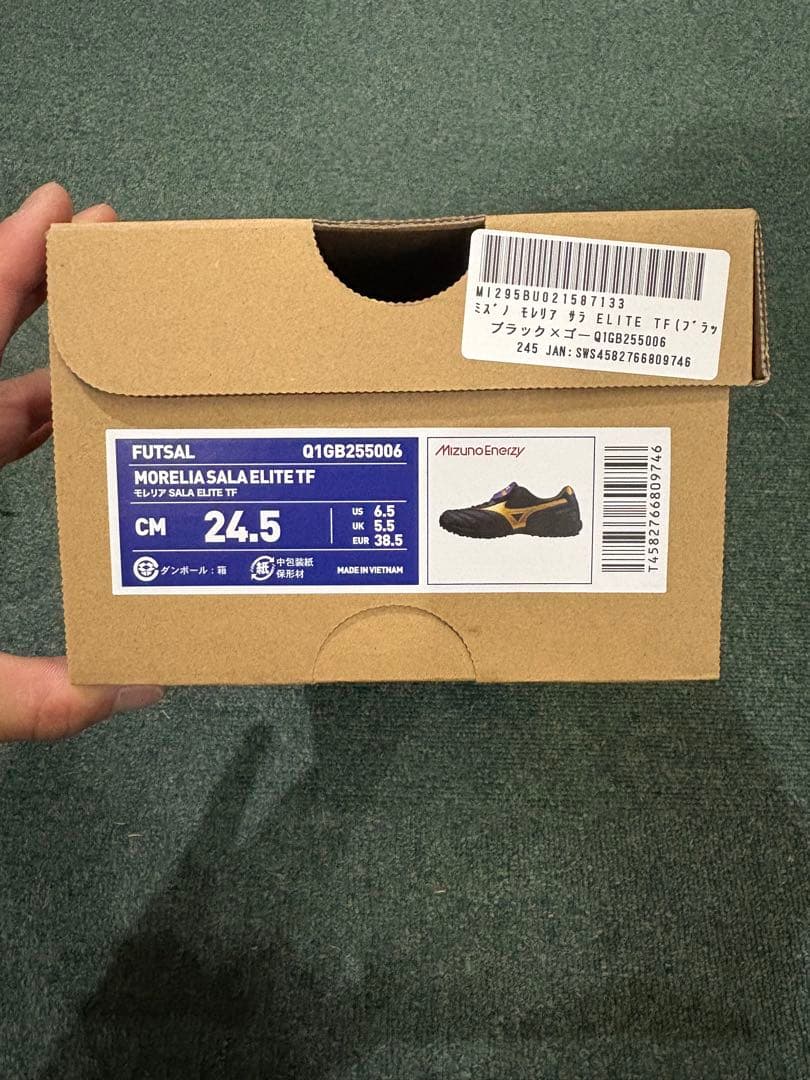 MI295BU021587133
ミズノ モレリア サラ ELITE TF(ブラッ
ブラック×ゴーQ1GB255006
245 JAN:SWS4582766809746
FUTSAL Q1GB255006
MORELIA SALA ELITE TF
モレリア SALA ELITE TF
CM 24.5
US 6.5
UK 5.5
EUR 38.5
ダンボール:箱
紙 中包装紙
保形材
MADE IN VIETNAM
MizunoEnerzy
T4582766809746